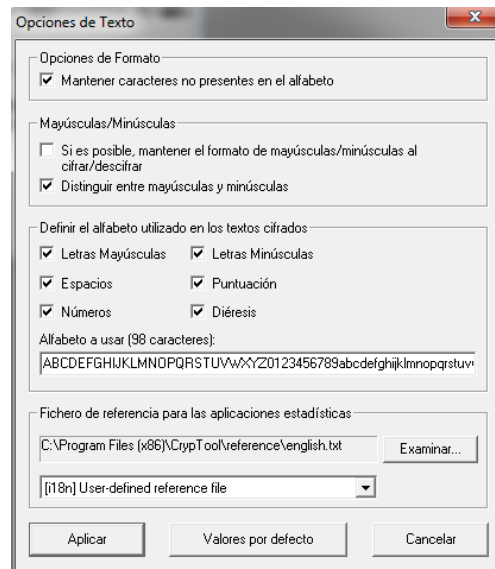 Opciones de Texto
Opciones de Formato
Mantener caracteres no presentes en el alfabeto
Mayúsculas/Minúsculas
Si es posible, mantener el formato de mayúsculas/minúsculas al
cifrar/descifrar
Distinguir entre mayúsculas y minúsculas
Definir el alfabeto utilizado en los textos cifrados
Letras Mayúsculas Letras Minúsculas
Espacios Puntuación
Números Diéresis
Alfabeto a usar (98 caracteres):
ABCDEFGHIJKLMNOPQRSTUVWXYZ0123456789abcdefghijklmnopqrstuv
Fichero de referencia para las aplicaciones estadísticas
C:\Program Files (x86)\CrypTool\reference\english.txt Examinar...
[i18n] User-defined reference file
Aplicar Valores por defecto Cancelar